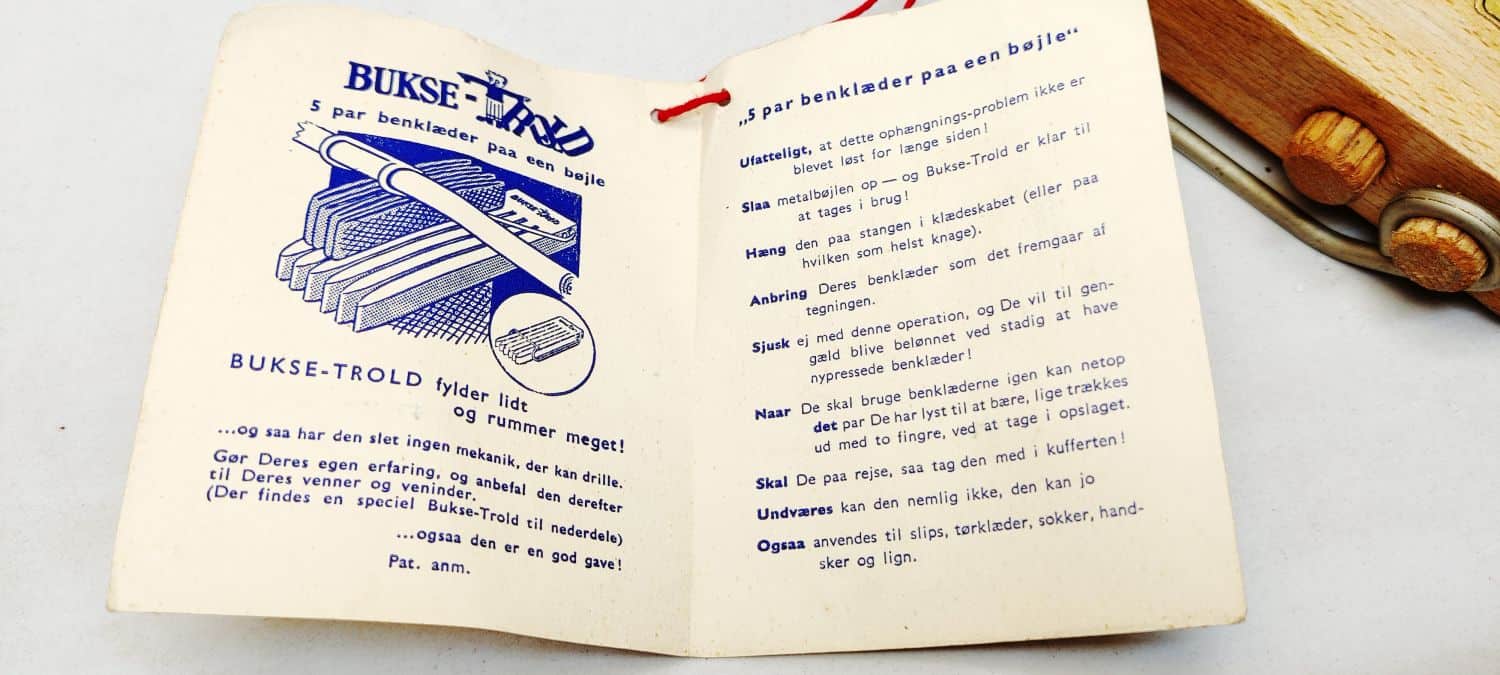 BUKSE-TROLD
5 par benklæder paa een bøjle
BUKSE-TROLD
BUKSE-TROLD fylder lidt
og rummer meget!
...og saa har den slet ingen mekanik, der kan drille.
Gør Deres egen erfaring, og anbefal den derefter
til Deres venner og veninder.
(Der findes en speciel Bukse-Trold til nederdele)
...ogsaa den er en god gave!
Pat. anm.
„5 par benklæder paa een bøjle“
Ufatteligt, at dette ophængnings-problem ikke er
blevet løst for længe siden!
Slaa metalbøjlen op — og Bukse-Trold er klar til
at tages i brug!
Hæng den paa stangen i klædeskabet (eller paa
hvilken som helst knage).
Anbring Deres benklæder som det fremgaar af
tegningen.
Sjusk ej med denne operation, og De vil til gen-
gæld blive belønnet ved stadig at have
nypressede benklæder!
Naar De skal bruge benklæderne igen kan netop
det par De har lyst til at bære, lige trækkes
ud med to fingre, ved at tage i opslaget.
Skal De paa rejse, saa tag den med i kufferten!
Undværes kan den nemlig ikke, den kan jo
Ogsaa anvendes til slips, tørklæder, sokker, hand-
sker og lign.